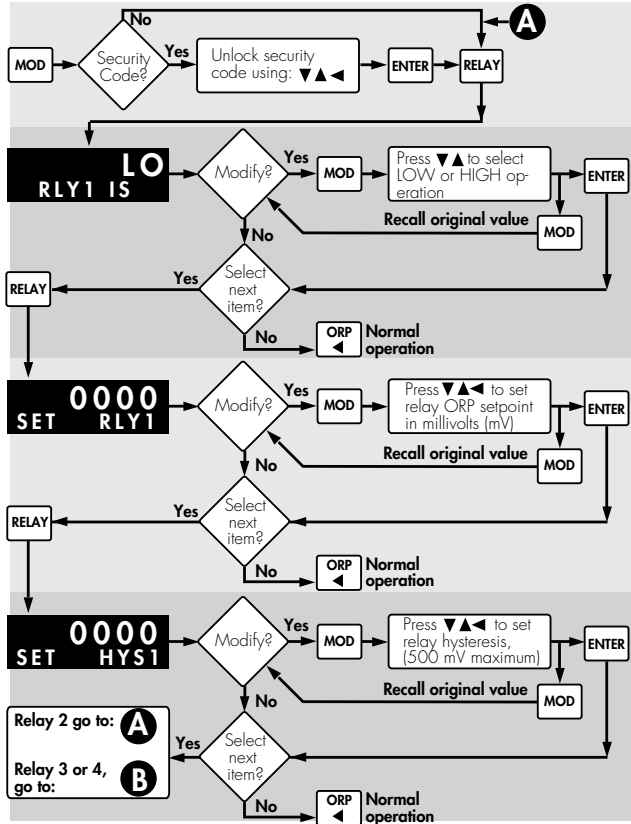 No
A
MOD
Security
Code?
Yes
Unlock security
code using: ▼▲◄
ENTER
RELAY
LO
RLY1 IS
Modify?
Yes
MOD
Press ▼▲ to select
LOW or HIGH op-
eration
ENTER
Recall original value
MOD
No
RELAY
Yes
Select
next
item?
No
ORP
◄
Normal
operation
0000
SET RLY1
Modify?
Yes
MOD
Press ▼▲◄ to set
relay ORP setpoint
in millivolts (mV)
ENTER
Recall original value
MOD
No
RELAY
Yes
Select
next
item?
No
ORP
◄
Normal
operation
0000
SET HYS1
Modify?
Yes
MOD
Press ▼▲◄ to set
relay hysteresis,
(500 mV maximum)
ENTER
Recall original value
MOD
No
Relay 2 go to: A
Relay 3 or 4,
go to: B
Yes
Select
next
item?
No
ORP
◄
Normal
operation